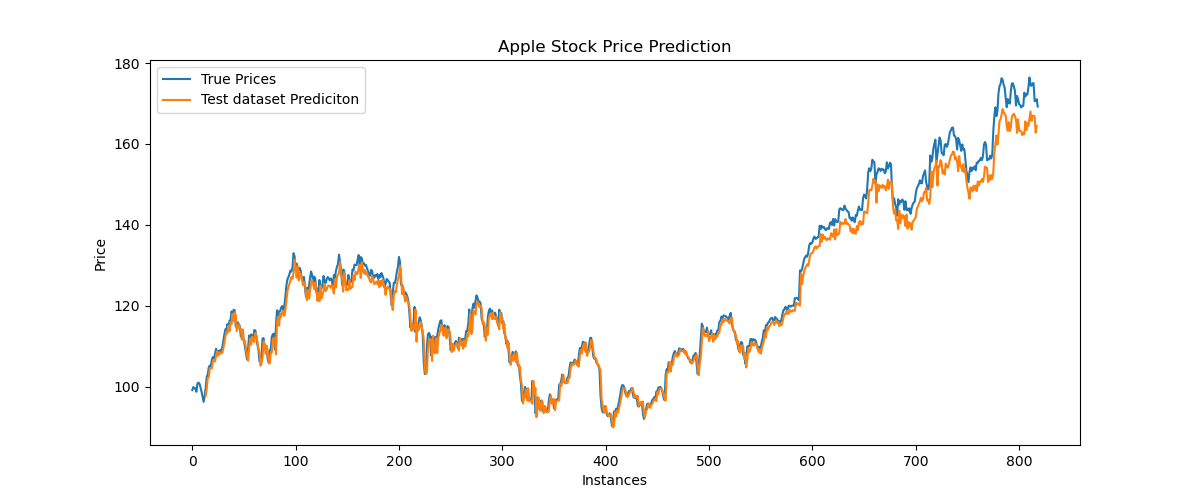 Apple Stock Price Prediction
True Prices
Test dataset Prediciton
180
160
140
120
100
Price
0 100 200 300 400 500 600 700 800
Instances